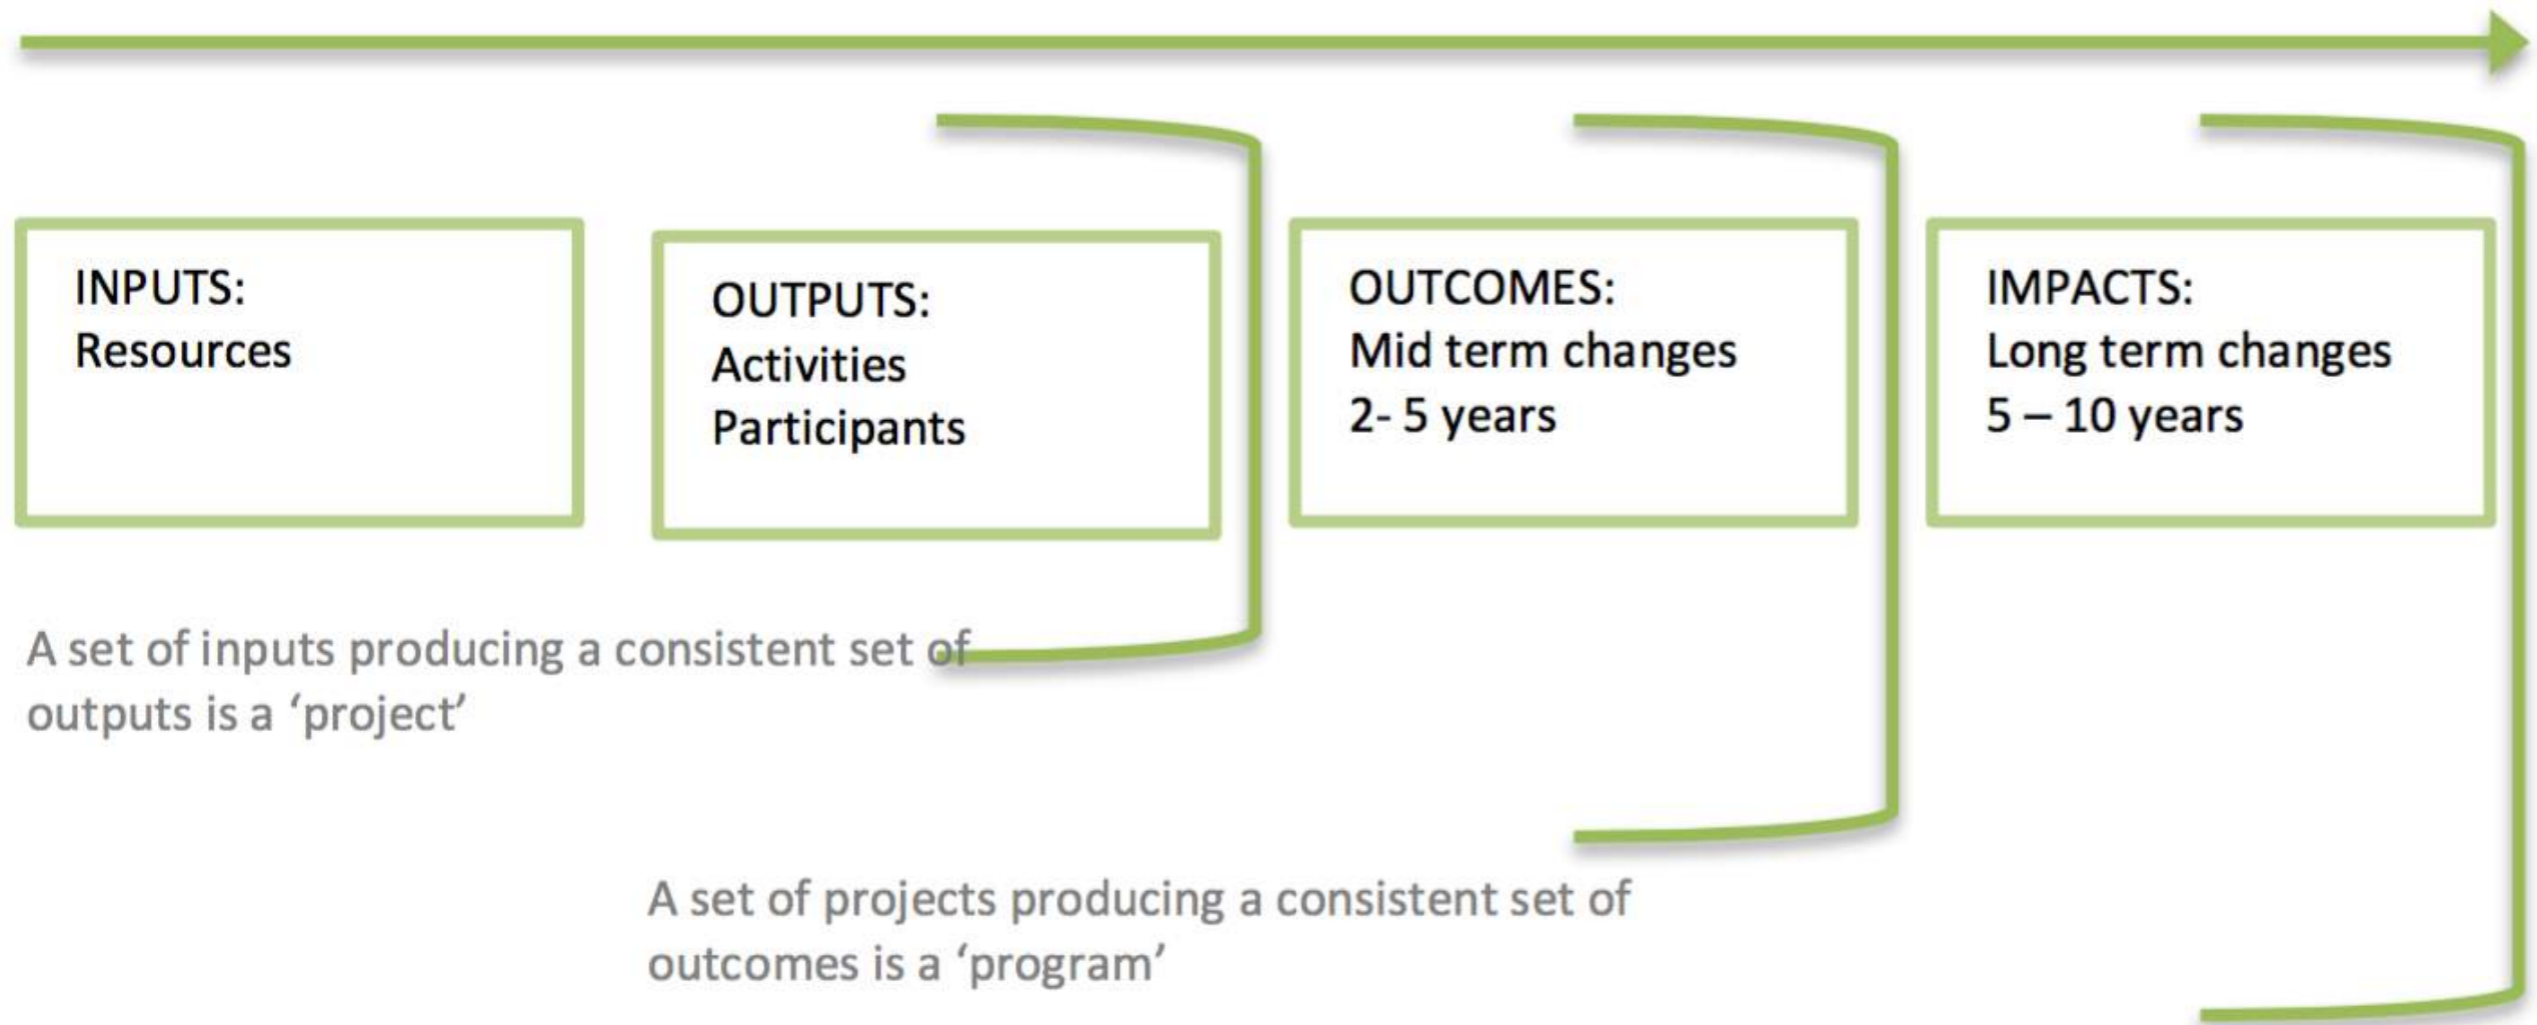 INPUTS:
Resources
OUTPUTS:
Activities
Participants
OUTCOMES:
Mid term changes
2- 5 years
IMPACTS:
Long term changes
5 – 10 years
A set of inputs producing a consistent set of
outputs is a ‘project’
A set of projects producing a consistent set of
outcomes is a ‘program’